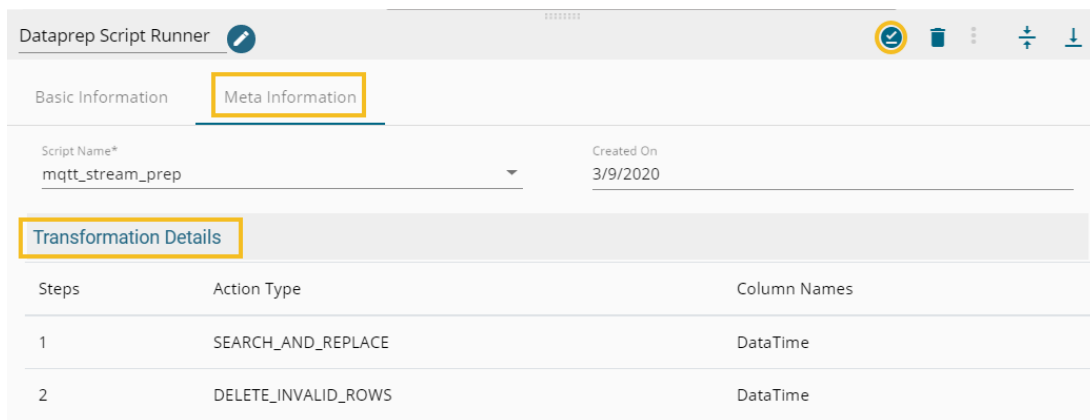 Dataprep Script Runner
Basic Information Meta Information
Script Name* Created On
mqtt_stream_prep 3/9/2020
Transformation Details
Steps Action Type Column Names
1 SEARCH_AND_REPLACE DataTime
2 DELETE_INVALID_ROWS DataTime